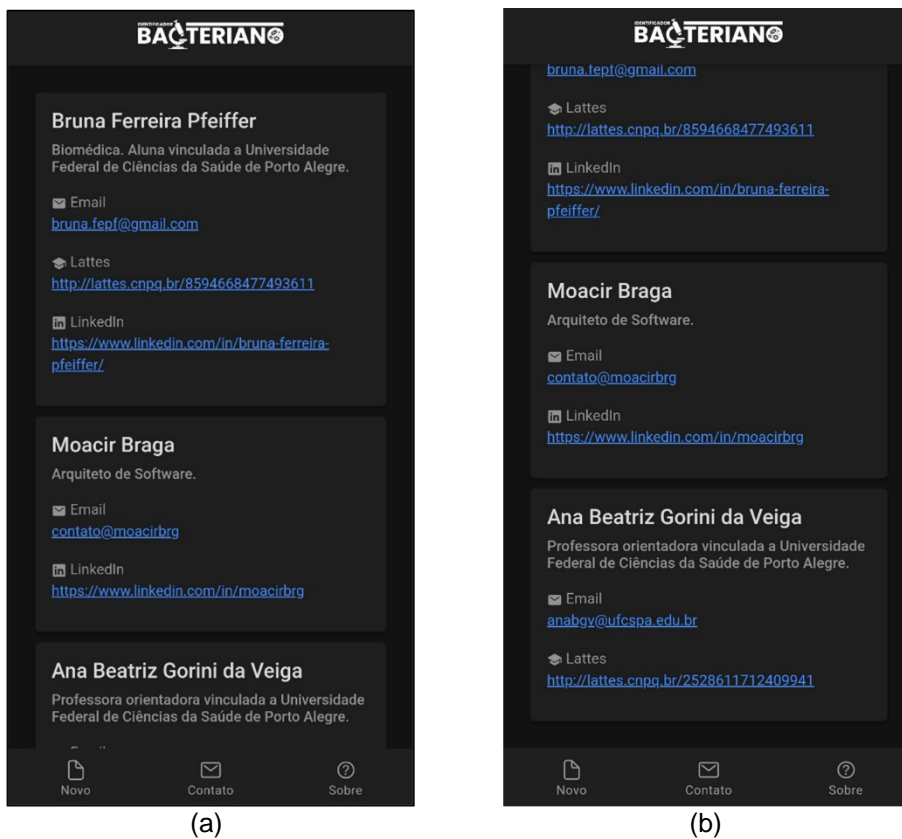 IDENTIFICADOR
BACTERIANO
Bruna Ferreira Pfeiffer
Biomédica. Aluna vinculada a Universidade
Federal de Ciências da Saúde de Porto Alegre.
Email
bruna.fepf@gmail.com
Lattes
http://lattes.cnpq.br/8594668477493611
LinkedIn
https://www.linkedin.com/in/bruna-ferreira-
pfeiffer/
Moacir Braga
Arquiteto de Software.
Email
contato@moacirbrg
LinkedIn
https://www.linkedin.com/in/moacirbrg
Ana Beatriz Gorini da Veiga
Professora orientadora vinculada a Universidade
Federal de Ciências da Saúde de Porto Alegre.
Novo
Contato
Sobre
(a)
IDENTIFICADOR
BACTERIANO
bruna.fepf@gmail.com
Lattes
http://lattes.cnpq.br/8594668477493611
LinkedIn
https://www.linkedin.com/in/bruna-ferreira-
pfeiffer/
Moacir Braga
Arquiteto de Software.
Email
contato@moacirbrg
LinkedIn
https://www.linkedin.com/in/moacirbrg
Ana Beatriz Gorini da Veiga
Professora orientadora vinculada a Universidade
Federal de Ciências da Saúde de Porto Alegre.
Email
anabgv@ufcspa.edu.br
Lattes
http://lattes.cnpq.br/2528611712409941
Novo
Contato
Sobre
(b)